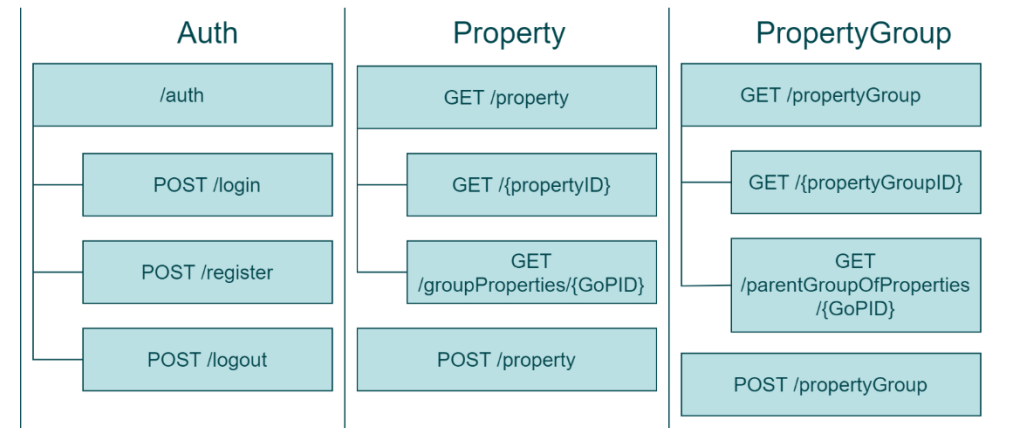 Auth
/auth
POST /login
POST /register
POST /logout
Property
GET /property
GET /{propertyID}
GET
/groupProperties/{GoPID}
POST /property
PropertyGroup
GET /propertyGroup
GET /{propertyGroupID}
GET
/parentGroupOfProperties
/{GoPID}
POST /propertyGroup